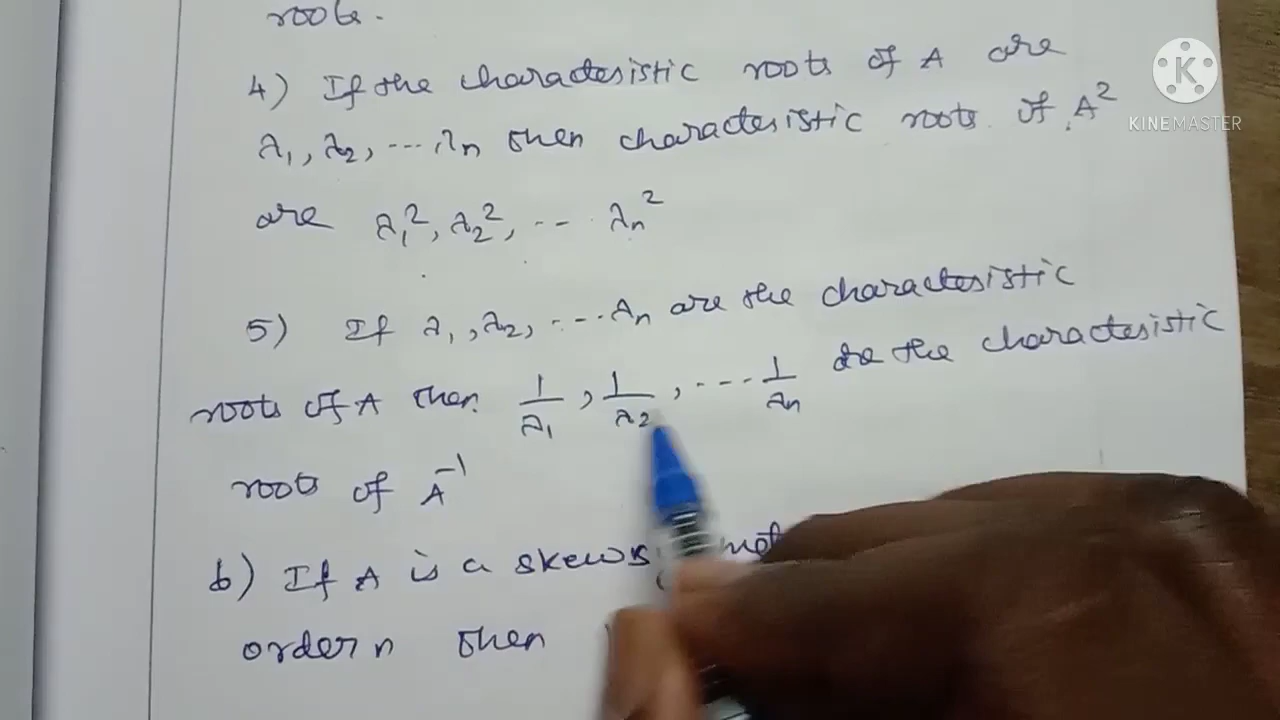 roots.
4) If the characteristic roots of A are
λ₁, λ₂, ... λₙ then characteristic roots of A²
are λ₁², λ₂², -- λₙ²
5) If λ₁, λ₂, ... λₙ are the characteristic
roots of A then 1/λ₁, 1/λ₂, ... 1/λₙ are the characteristic
roots of A⁻¹
6) If A is a skew
order n then
K
KINEMASTER